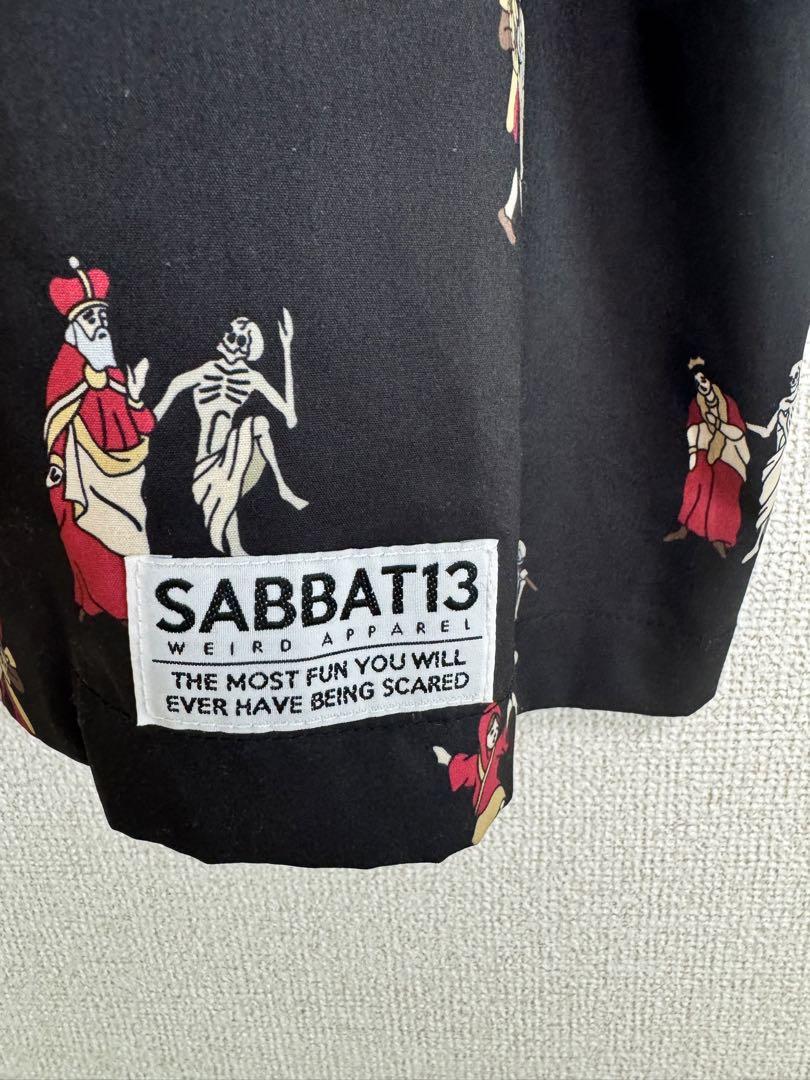 SABBAT13
WEIRD APPAREL
THE MOST FUN YOU WILL
EVER HAVE BEING SCARED